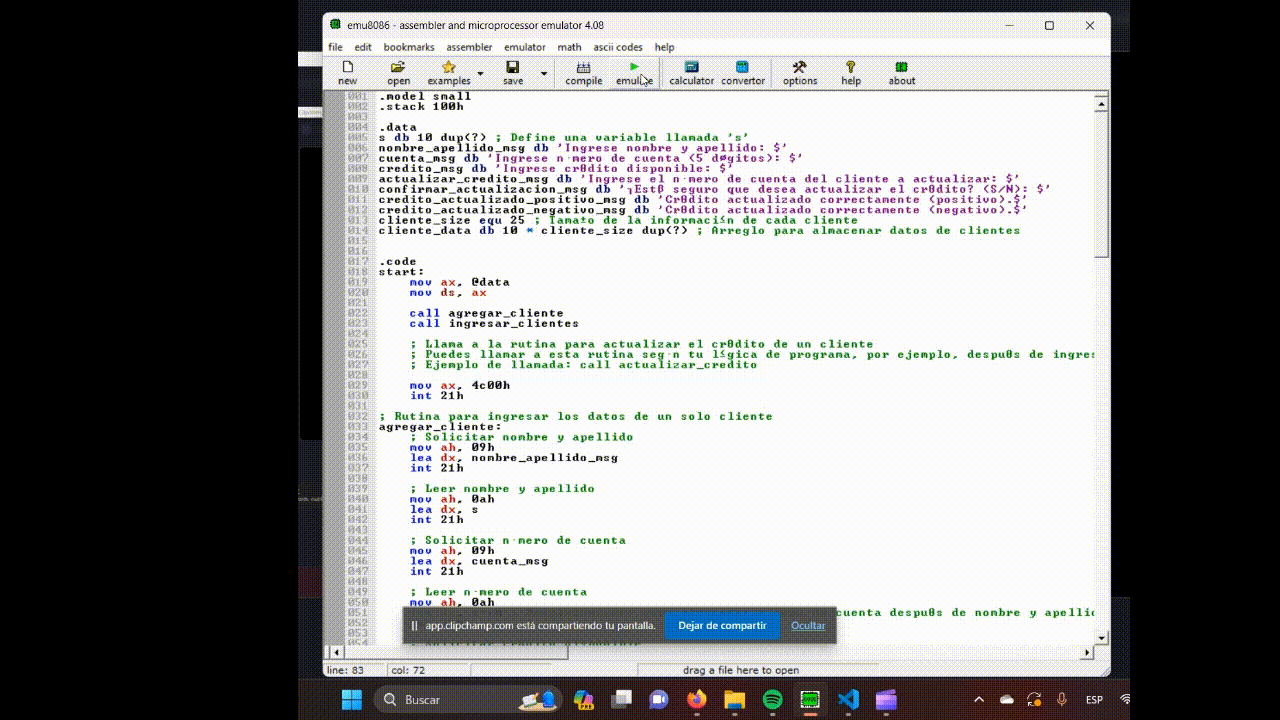 emu8086 - assembler and microprocessor emulator 4.08
file edit bookmarks assembler emulator math ascii codes help
new open examples save compile emulate calculator convertor options help about
001 .model small
002 .stack 100h
003
004 .data
005 s db 10 dup(?) ; Define una variable llamada 's'
006 nombre_apellido_msg db 'Ingrese nombre y apellido: $'
007 cuenta_msg db 'Ingrese n·mero de cuenta (5 døgitos): $'
008 credito_msg db 'Ingrese crΘdito disponible: $'
009 actualizar_credito_msg db 'Ingrese el n·mero de cuenta del cliente a actualizar: $'
010 confirmar_actualizacion_msg db '┐Estß seguro que desea actualizar el crΘdito? (S/N): $'
011 credito_actualizado_positivo_msg db 'CrΘdito actualizado correctamente (positivo).$'
012 credito_actualizado_negativo_msg db 'CrΘdito actualizado correctamente (negativo).$'
013 cliente_size equ 25 ; de la de cada cliente
014 cliente_data db 10 * cliente_size dup(?) ; Arreglo para almacenar datos de clientes
015
016
017 .code
018 start:
019 mov ax, @data
020 mov ds, ax
021
022 call agregar_cliente
023 call ingresar_clientes
024
025 ; Llama a la rutina para actualizar el crΘdito de un cliente
026 ; Puedes llamar a esta rutina seg·n tu l≤gica de programa, por ejemplo, despuΘs de ingres
027 ; Ejemplo de llamada: call actualizar_credito
028
029 mov ax, 4c00h
030 int 21h
031
032 ; Rutina para ingresar los datos de un solo cliente
033 agregar_cliente:
034 ; Solicitar nombre y apellido
035 mov ah, 09h
036 lea dx, nombre_apellido_msg
037 int 21h
038
039 ; Leer nombre y apellido
040 mov ah, 0ah
041 lea dx, s
042 int 21h
043
044 ; Solicitar n·mero de cuenta
045 mov ah, 09h
046 lea dx, cuenta_msg
047 int 21h
048
049 ; Leer n·mero de cuenta
050 mov ah, 0ah
051 cuenta despuΘs de nombre y apellid
052
053
app.clipchamp.com está compartiendo tu pantalla. Dejar de compartir Ocultar
line: 83 col: 72 drag a file here to open
Buscar PRE ESP